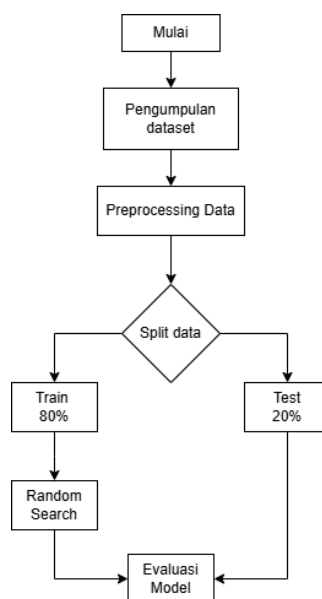 Mulai
Pengumpulan
dataset
Preprocessing Data
Split data
Train
80%
Test
20%
Random
Search
Evaluasi
Model